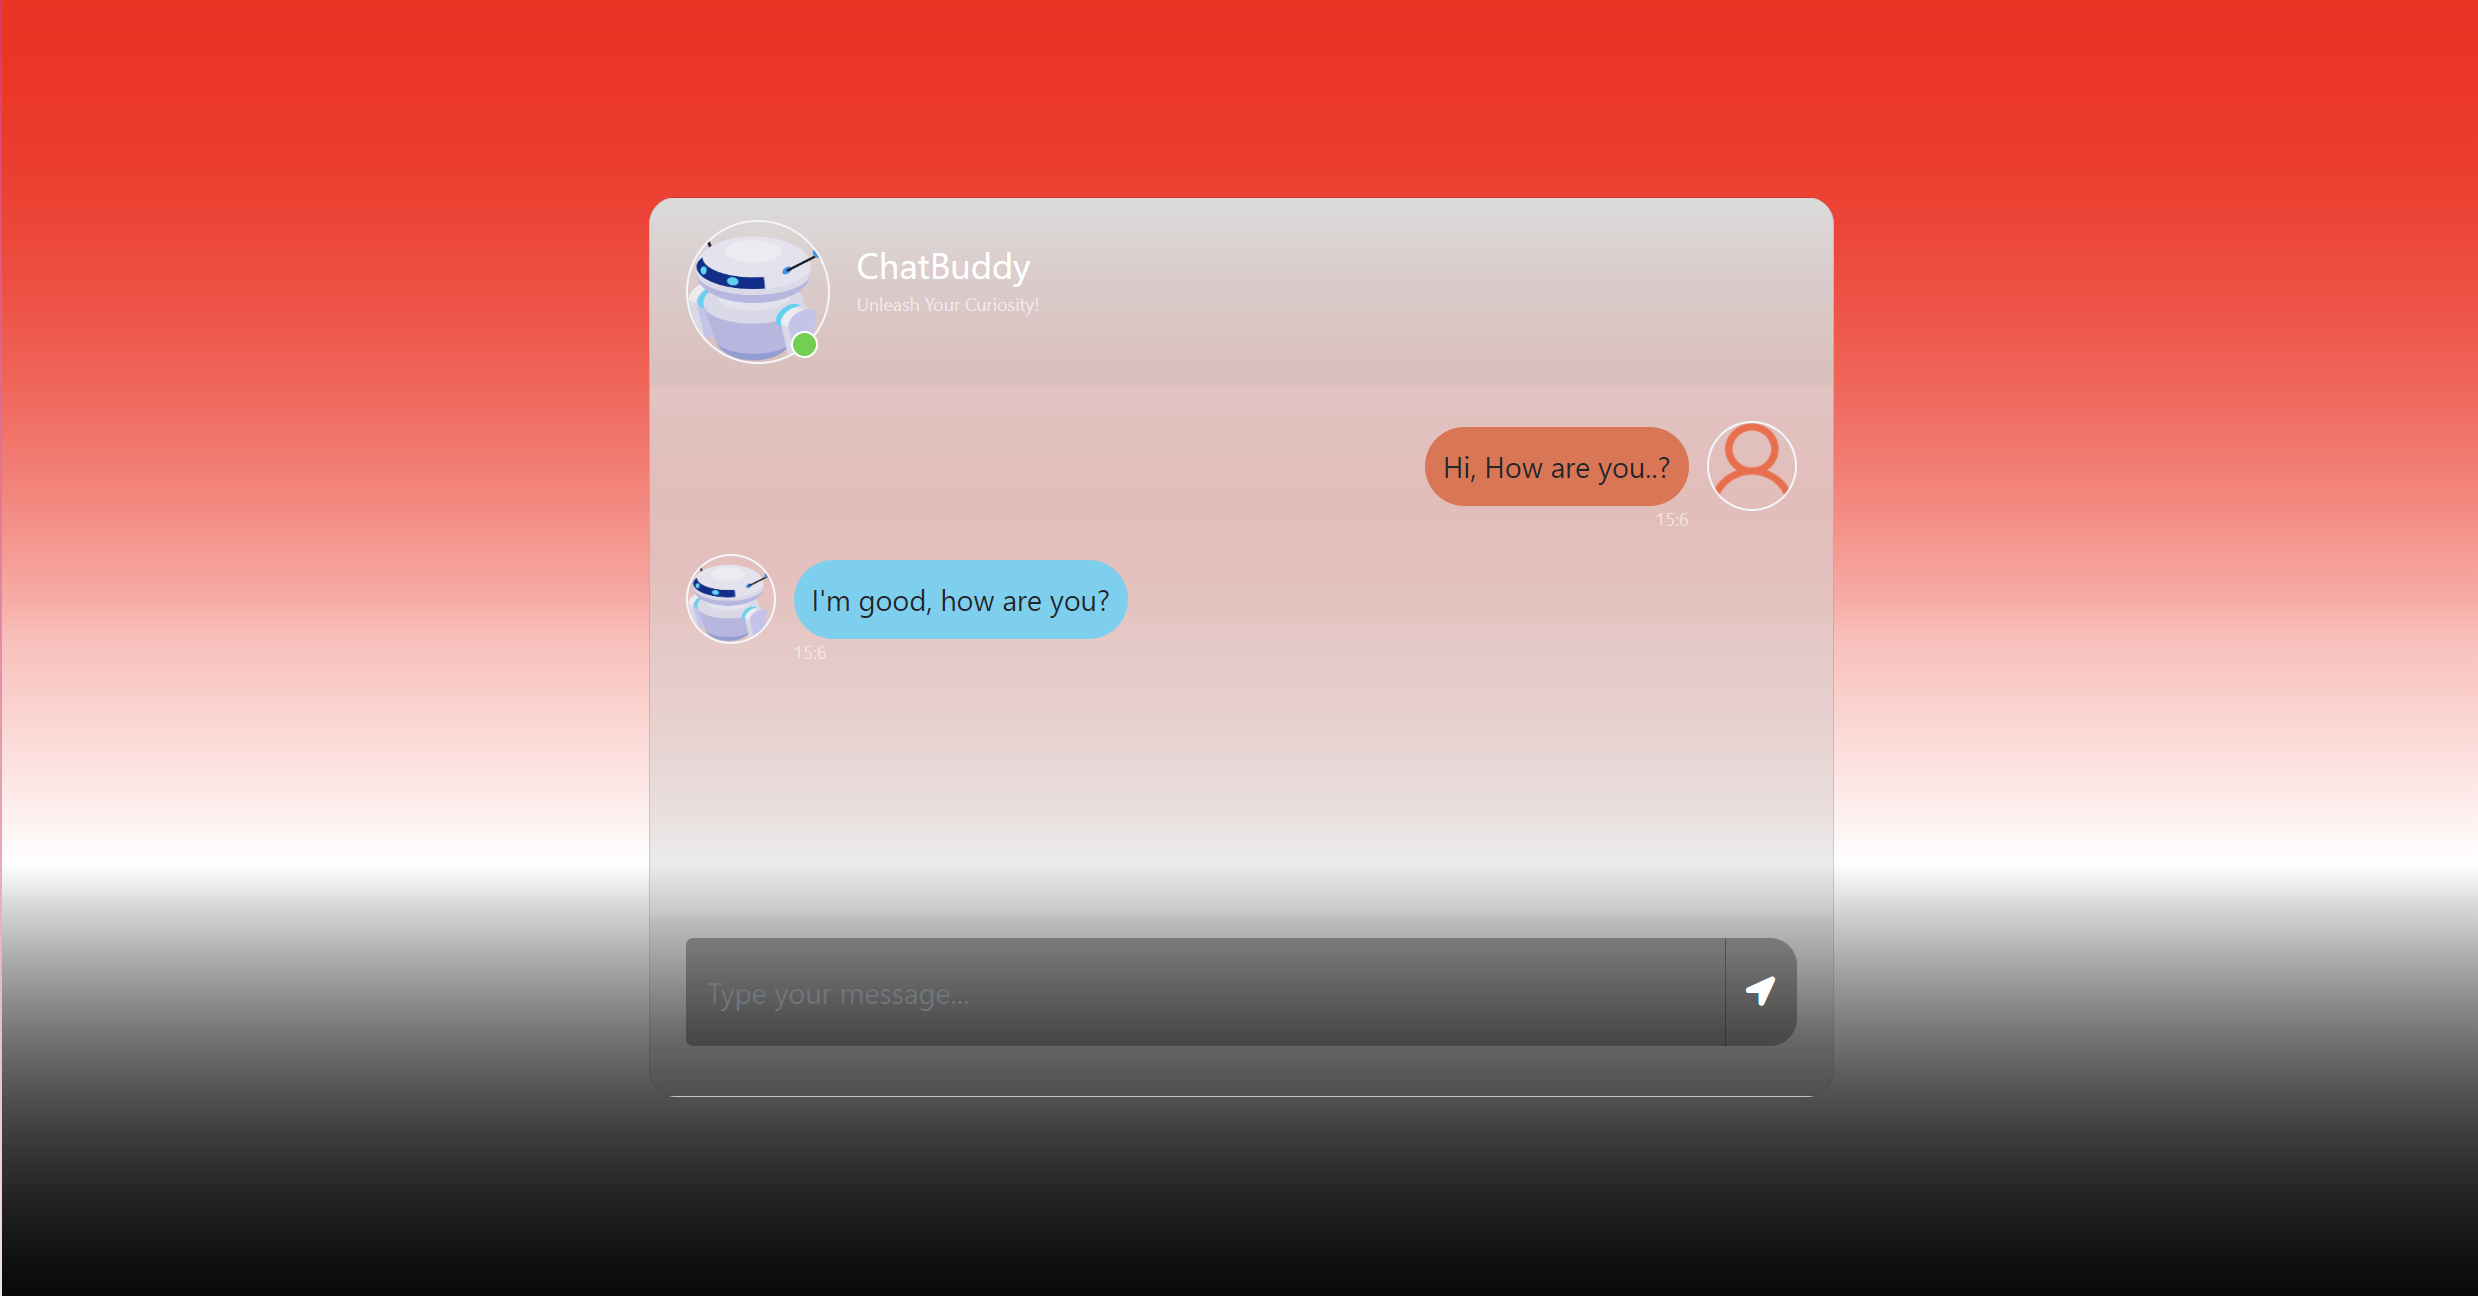 ChatBuddy
Unleash Your Curiosity!
Hi, How are you..?
15:6
I'm good, how are you?
15:6
Type your message...